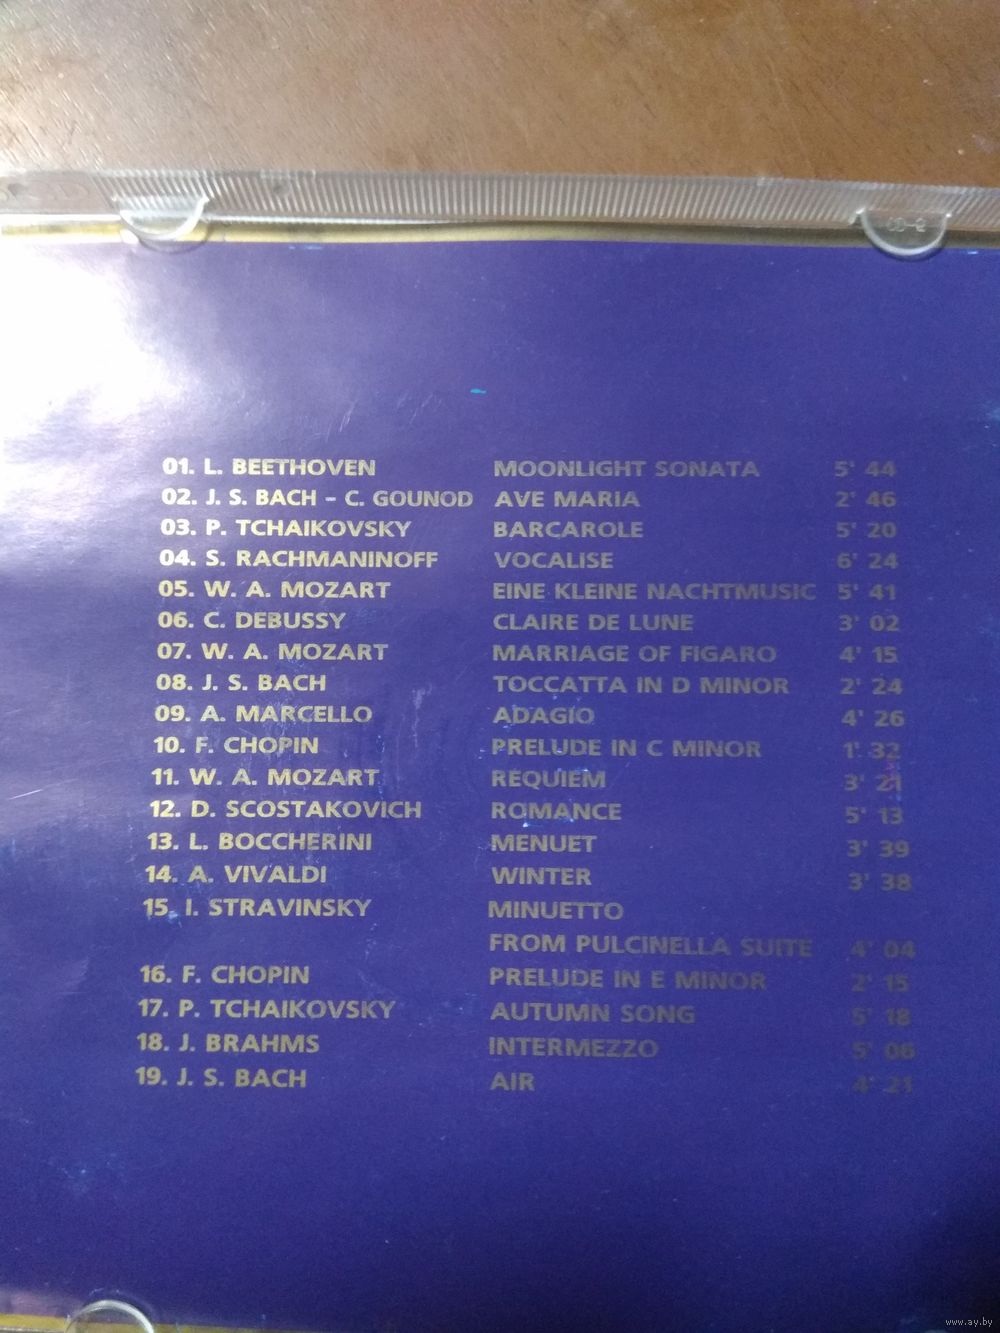 CD-2
01. L. BEETHOVEN MOONLIGHT SONATA 5' 44
02. J. S. BACH – C. GOUNOD AVE MARIA 2' 46
03. P. TCHAIKOVSKY BARCAROLE 5' 20
04. S. RACHMANINOFF VOCALISE 6' 24
05. W. A. MOZART EINE KLEINE NACHTMUSIC 5' 41
06. C. DEBUSSY CLAIRE DE LUNE 3' 02
07. W. A. MOZART MARRIAGE OF FIGARO 4' 15
08. J. S. BACH TOCCATTA IN D MINOR 2' 24
09. A. MARCELLO ADAGIO 4' 26
10. F. CHOPIN PRELUDE IN C MINOR 1' 32
11. W. A. MOZART REQUIEM 3' 21
12. D. SCOSTAKOVICH ROMANCE 5' 13
13. L. BOCCHERINI MENUET 3' 39
14. A. VIVALDI WINTER 3' 38
15. I. STRAVINSKY MINUETTO
FROM PULCINELLA SUITE 4' 04
16. F. CHOPIN PRELUDE IN E MINOR 2' 15
17. P. TCHAIKOVSKY AUTUMN SONG 5' 18
18. J. BRAHMS INTERMEZZO 5' 06
19. J. S. BACH AIR 4' 21
www.ay.by